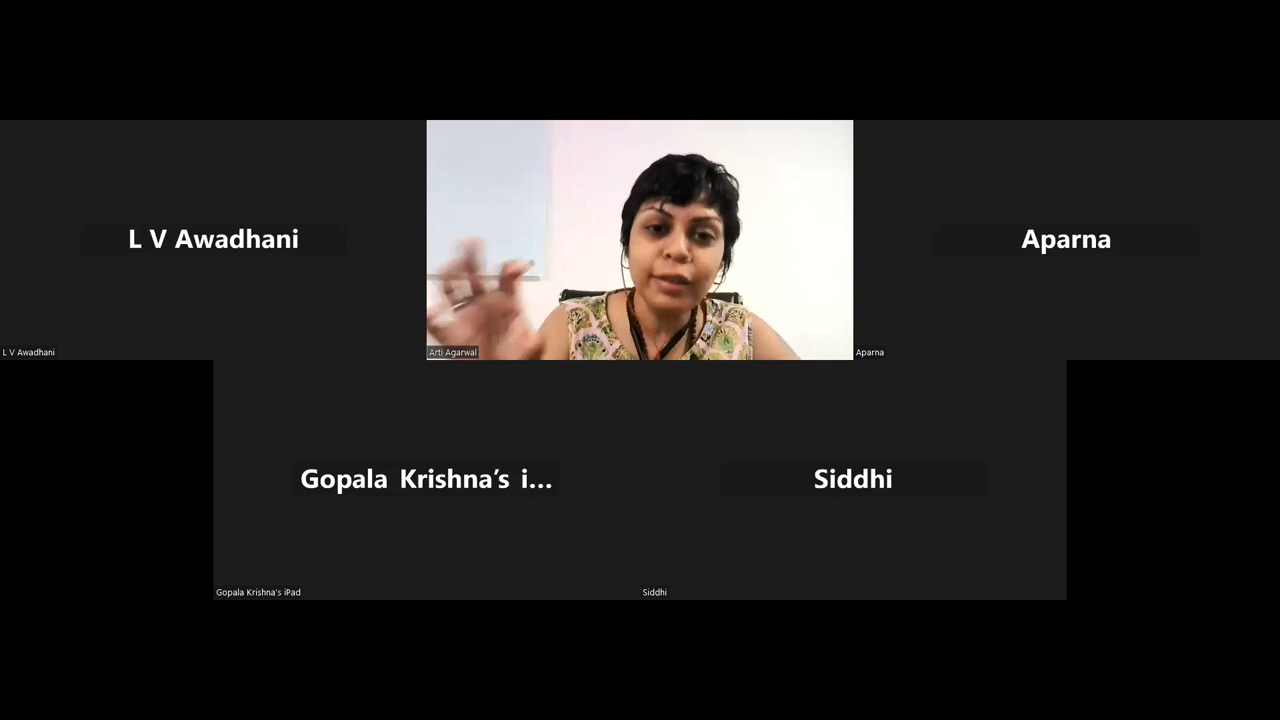 L V Awadhani
Aparna
L V Awadhani
Arti Agarwal
Aparna
Gopala Krishna’s i...
Siddhi
Gopala Krishna's iPad
Siddhi